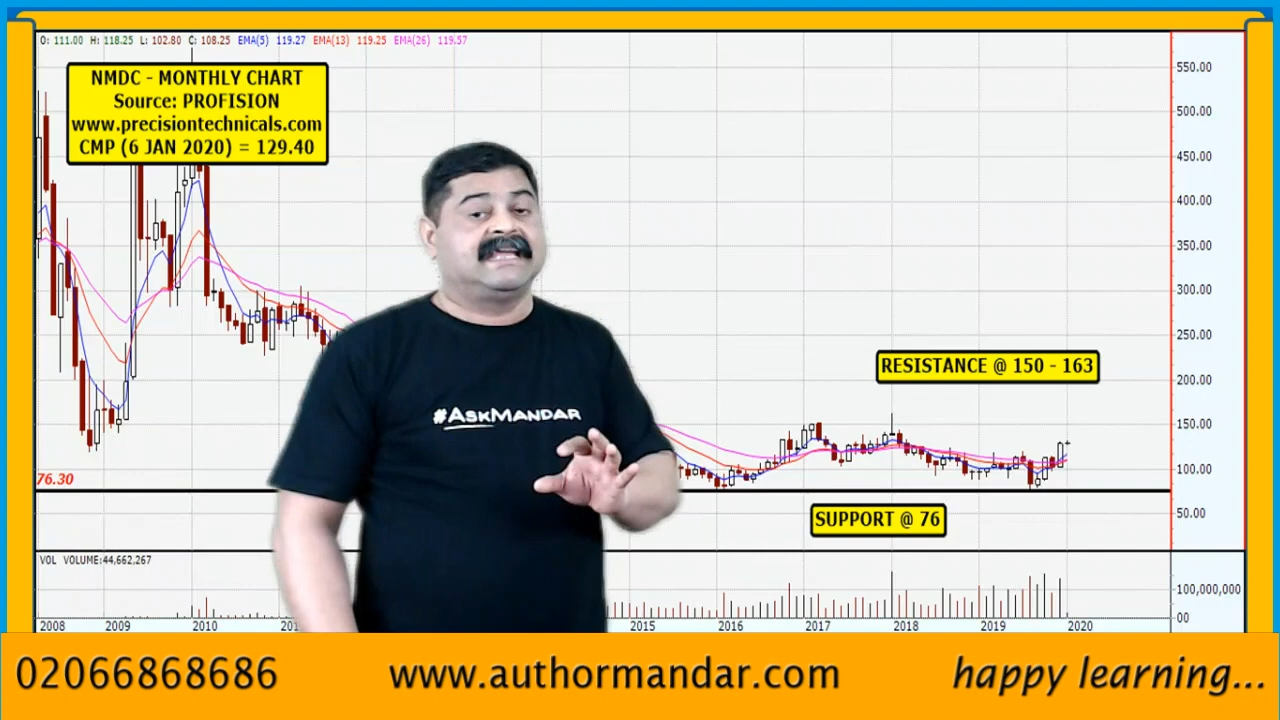 O: 111.00 H: 118.25 L: 102.80 C: 108.25 EMA(5) 119.27 EMA(13) 119.25 EMA(26) 119.57
NMDC - MONTHLY CHART
Source: PROFISION
www.precisiontechnicals.com
CMP (6 JAN 2020) = 129.40
550.00
500.00
450.00
400.00
350.00
300.00
250.00
200.00
150.00
100.00
50.00
RESISTANCE @ 150 - 163
#ASKMANDAR
76.30
SUPPORT @ 76
VOL VOLUME:44,662,267
100,000,000
00
2008 2009 2010 2015 2016 2017 2018 2019 2020
02066868686 www.authormandar.com happy learning...